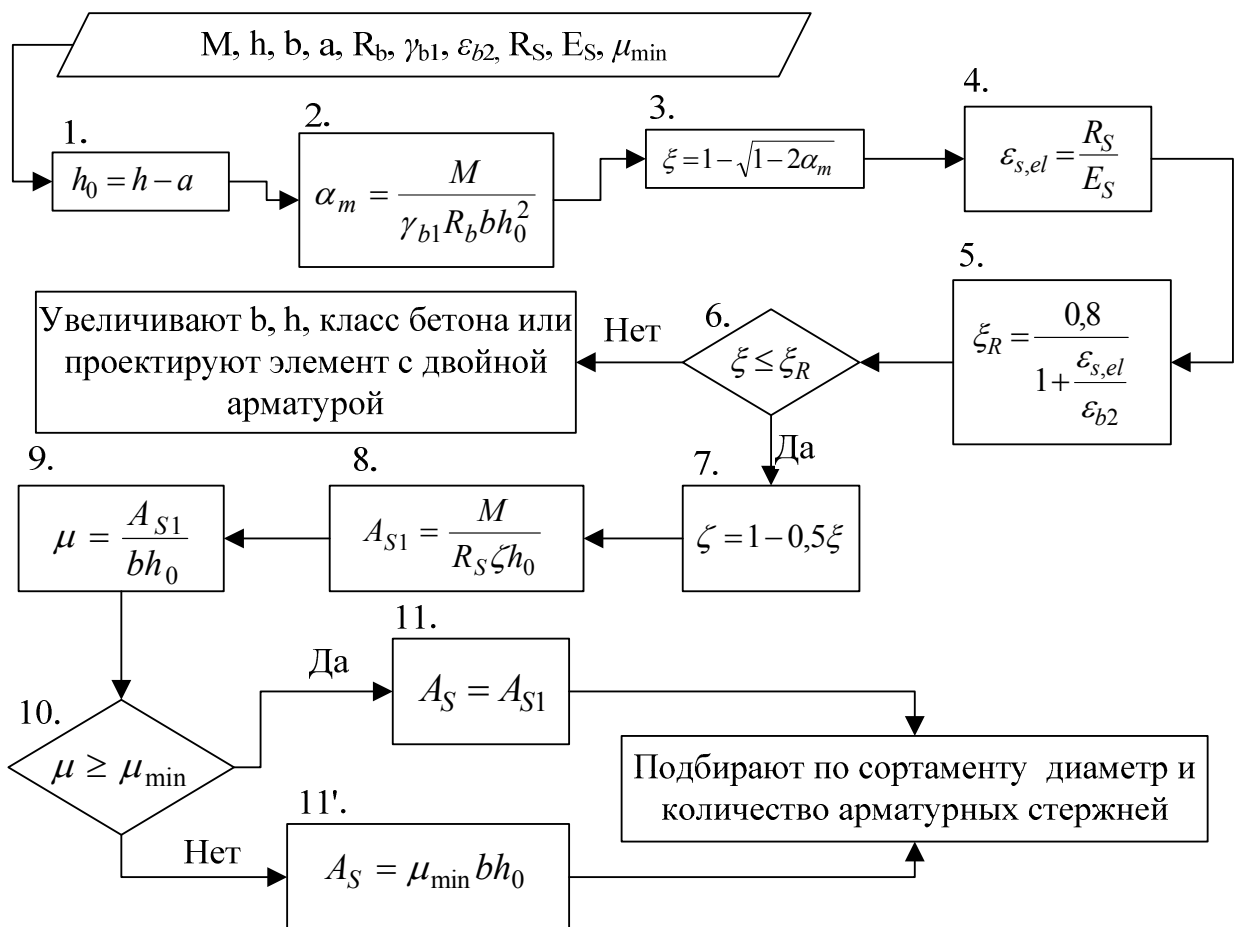 M, h, b, a, R_b, γ_b1, ε_b2, R_S, E_S, μ_min
1.
h_0 = h − a
2.
α_m = M / (γ_b1 R_b b h_0^2)
3.
ξ = 1 − √(1 − 2α_m)
4.
ε_s,el = R_S / E_S
5.
ξ_R = 0,8 / (1 + ε_s,el / ε_b2)
6.
ξ ≤ ξ_R
Нет
Увеличивают b, h, класс бетона или
проектируют элемент с двойной
арматурой
Да
7.
ζ = 1 − 0,5ξ
8.
A_S1 = M / (R_S ζ h_0)
9.
μ = A_S1 / (b h_0)
10.
μ ≥ μ_min
Да
11.
A_S = A_S1
Нет
11'.
A_S = μ_min b h_0
Подбирают по сортаменту диаметр и
количество арматурных стержней